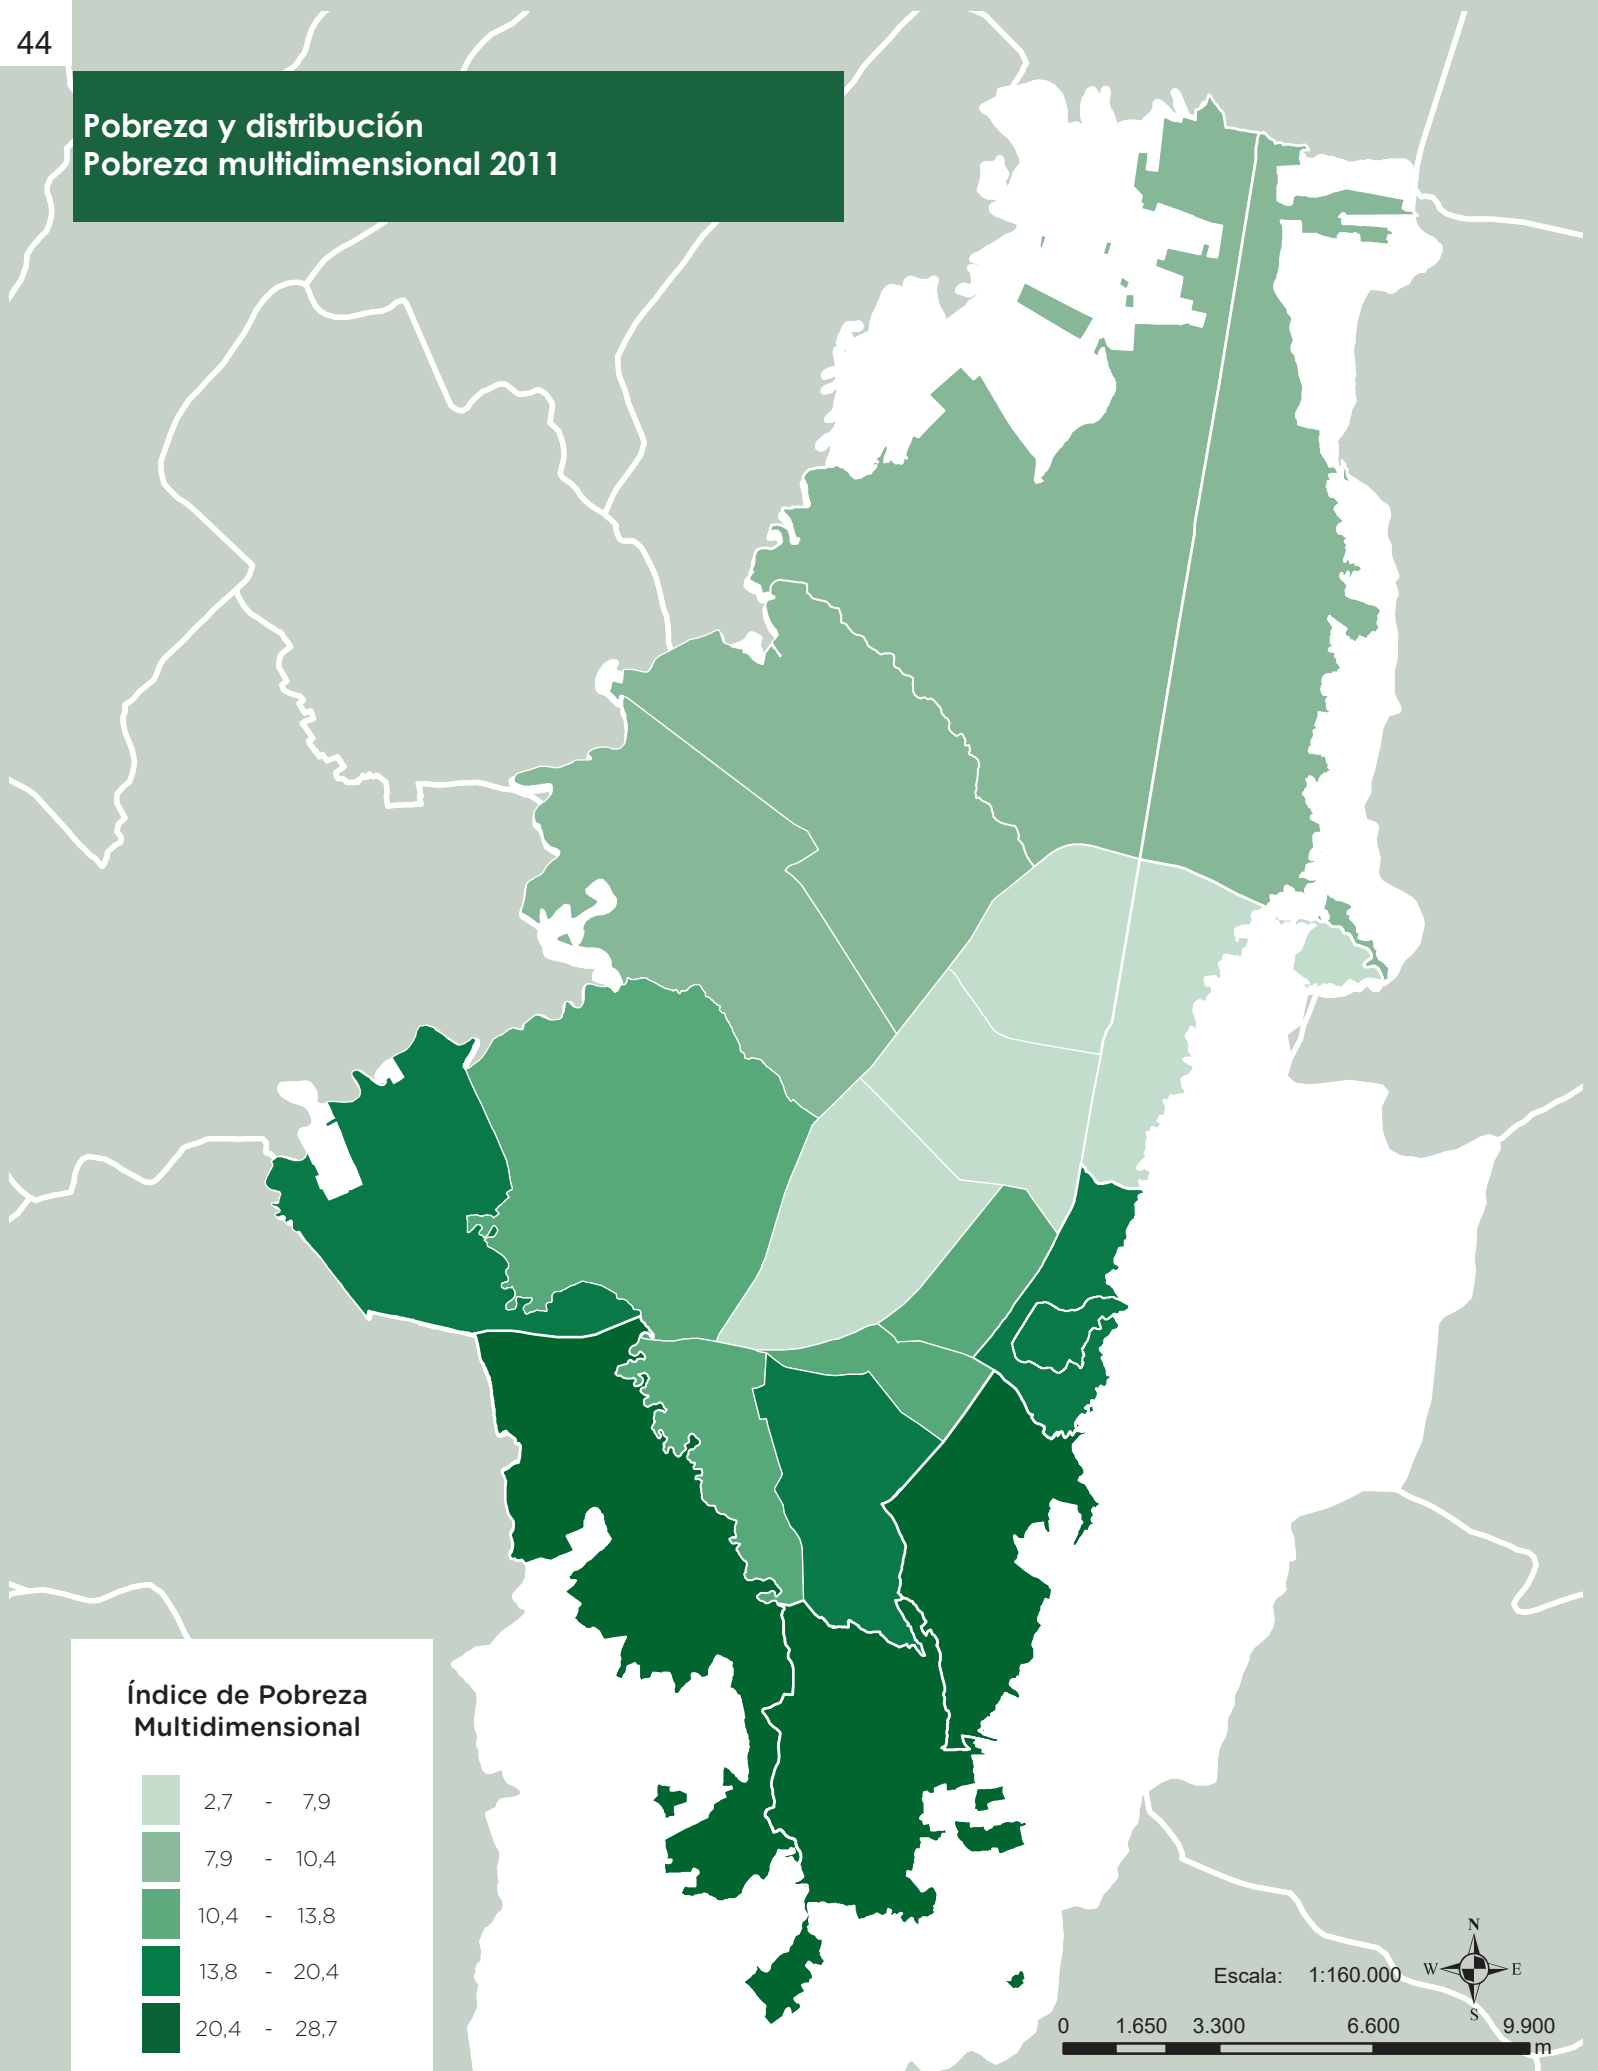 44
Pobreza y distribución
Pobreza multidimensional 2011
Índice de Pobreza
Multidimensional
2,7 - 7,9
7,9 - 10,4
10,4 - 13,8
13,8 - 20,4
20,4 - 28,7
Escala: 1:160.000
N
W E
S
0 1.650 3.300 6.600 9.900
m